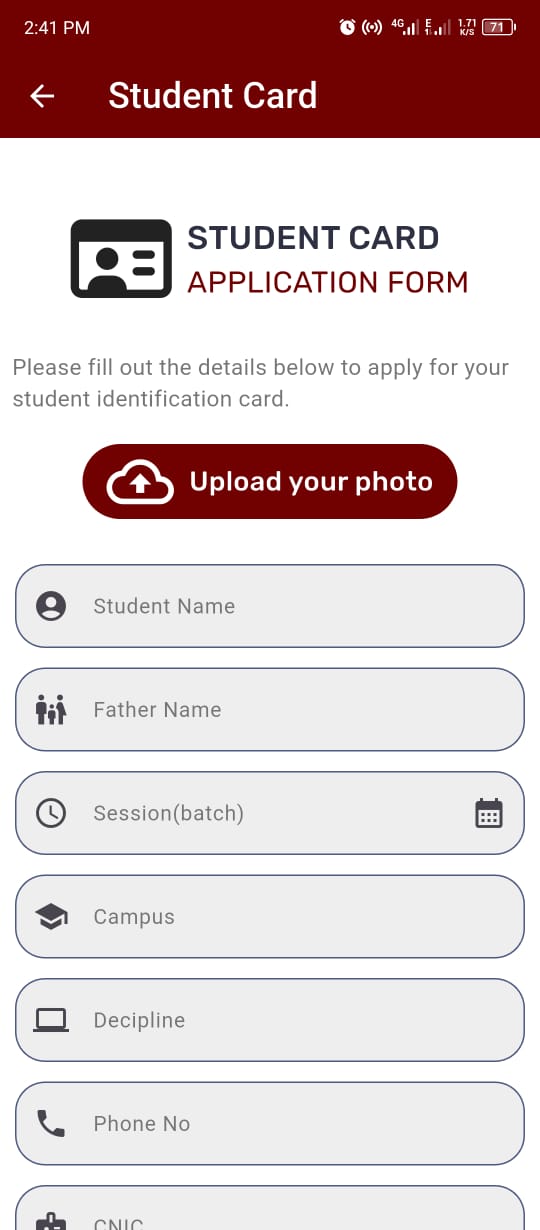 2:41 PM
4G
E
1.71
K/S
71
Student Card
STUDENT CARD
APPLICATION FORM
Please fill out the details below to apply for your
student identification card.
Upload your photo
Student Name
Father Name
Session(batch)
Campus
Decipline
Phone No
CNIC